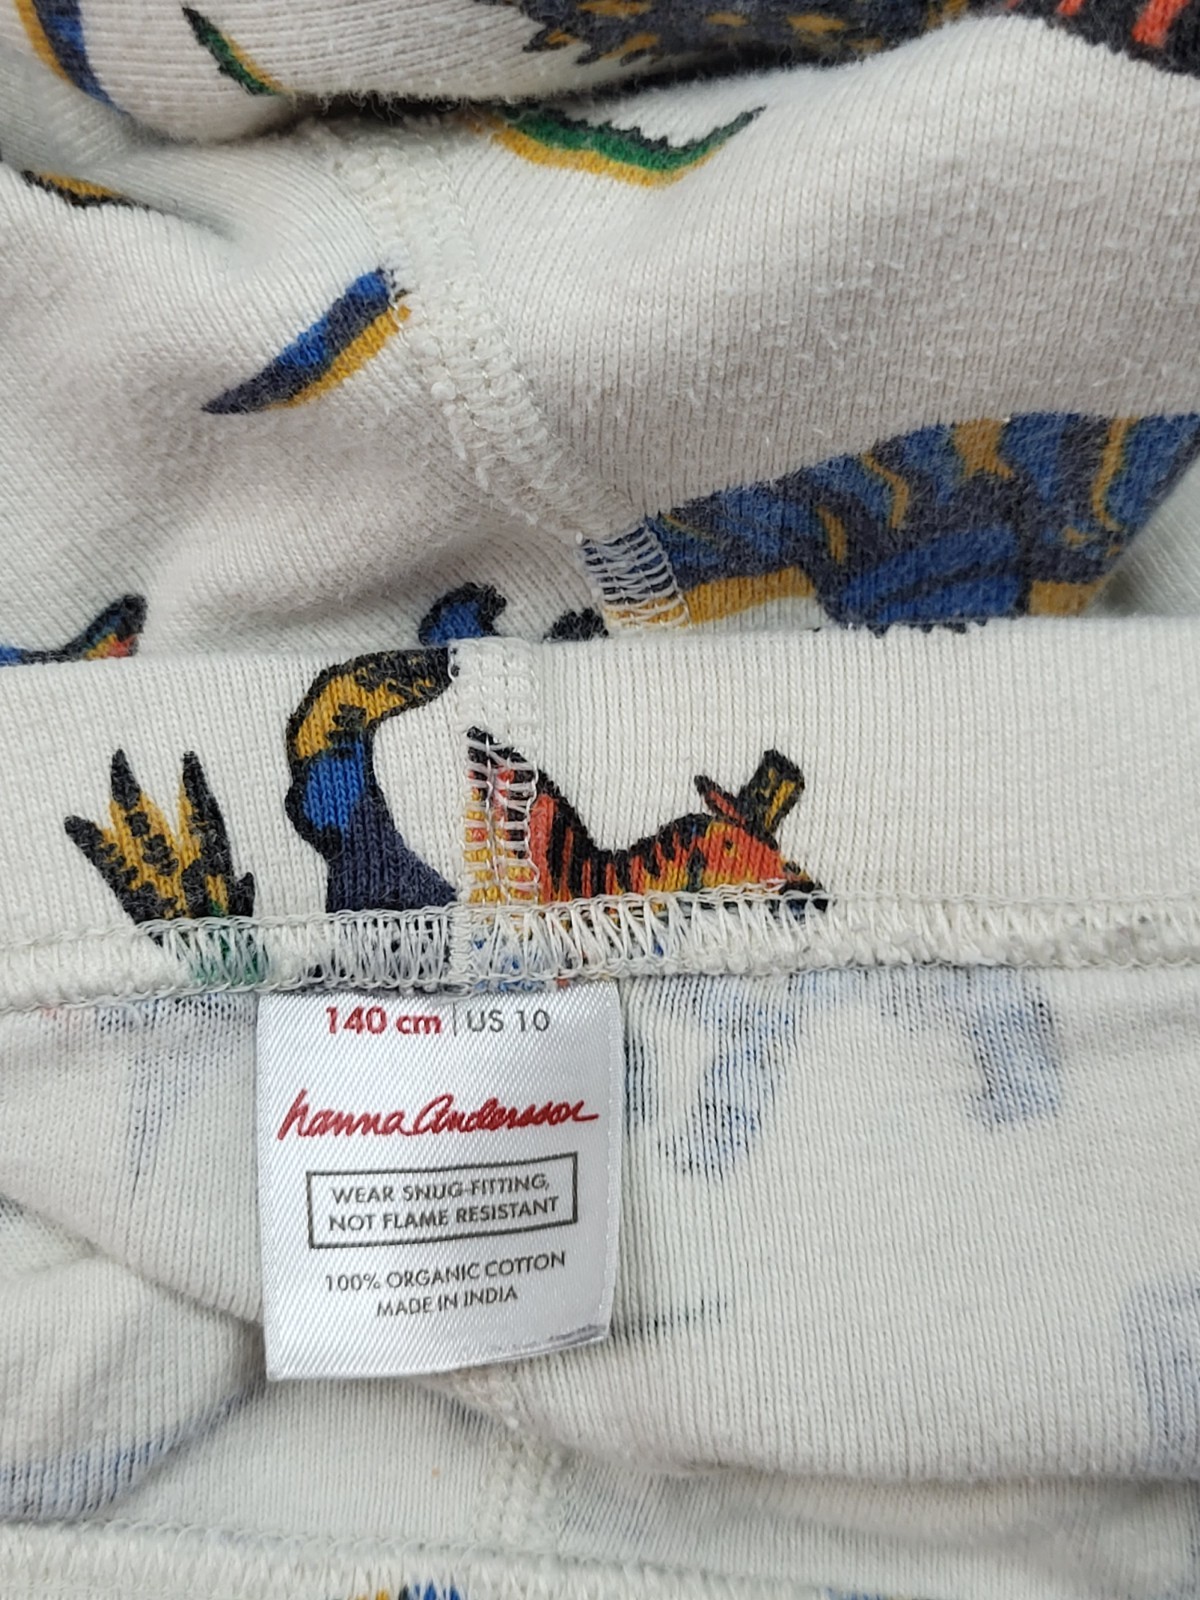 140 cm | US 10
hanna Andersson
WEAR SNUG-FITTING,
NOT FLAME RESISTANT
100% ORGANIC COTTON
MADE IN INDIA